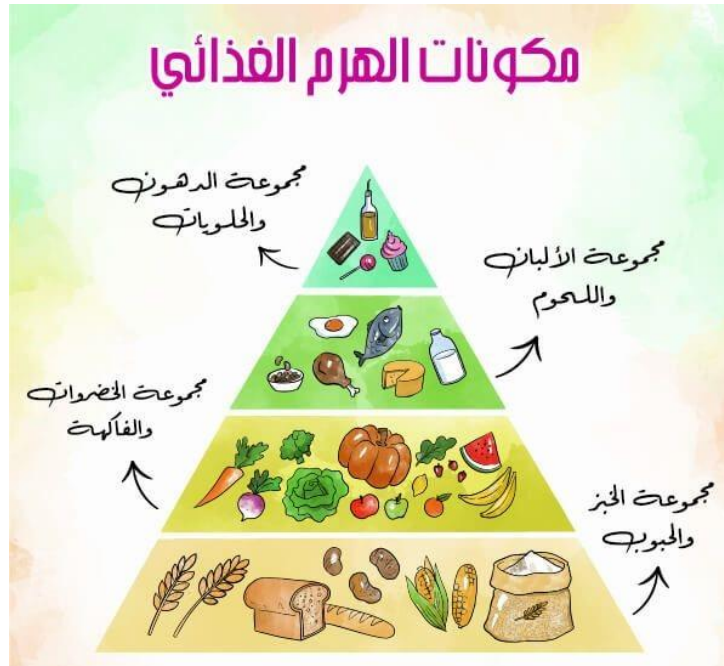 مكونات الهرم الغذائي
مجموعة الدهون
والحلويات
مجموعة الألبان
واللحوم
مجموعة الخضروات
والفاكهة
مجموعة الخبز
والحبوب